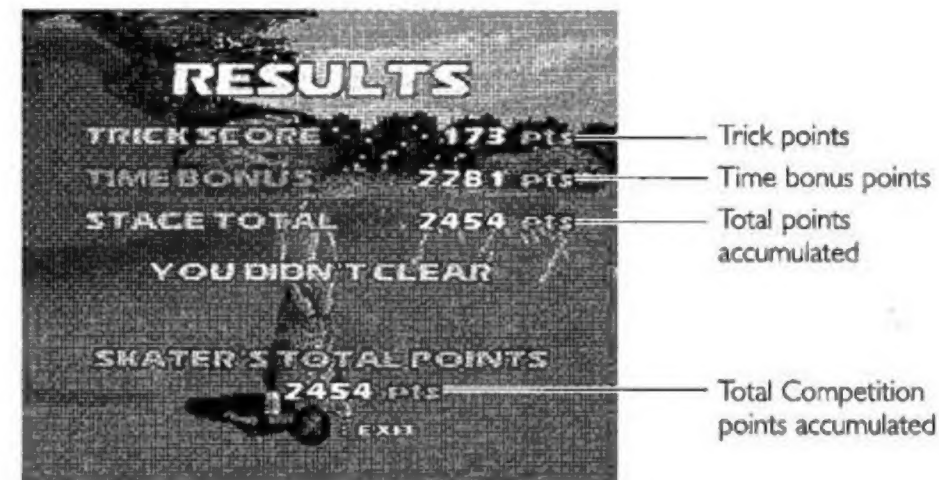 RESULTS
TRICK SCORE 173 pts
Trick points
TIME BONUS 2281 pts
Time bonus points
STAGE TOTAL 2454 pts
Total points
accumulated
YOU DIDN'T CLEAR
SKATER'S TOTAL POINTS
2454 pts
Total Competition
points accumulated
: EXIT